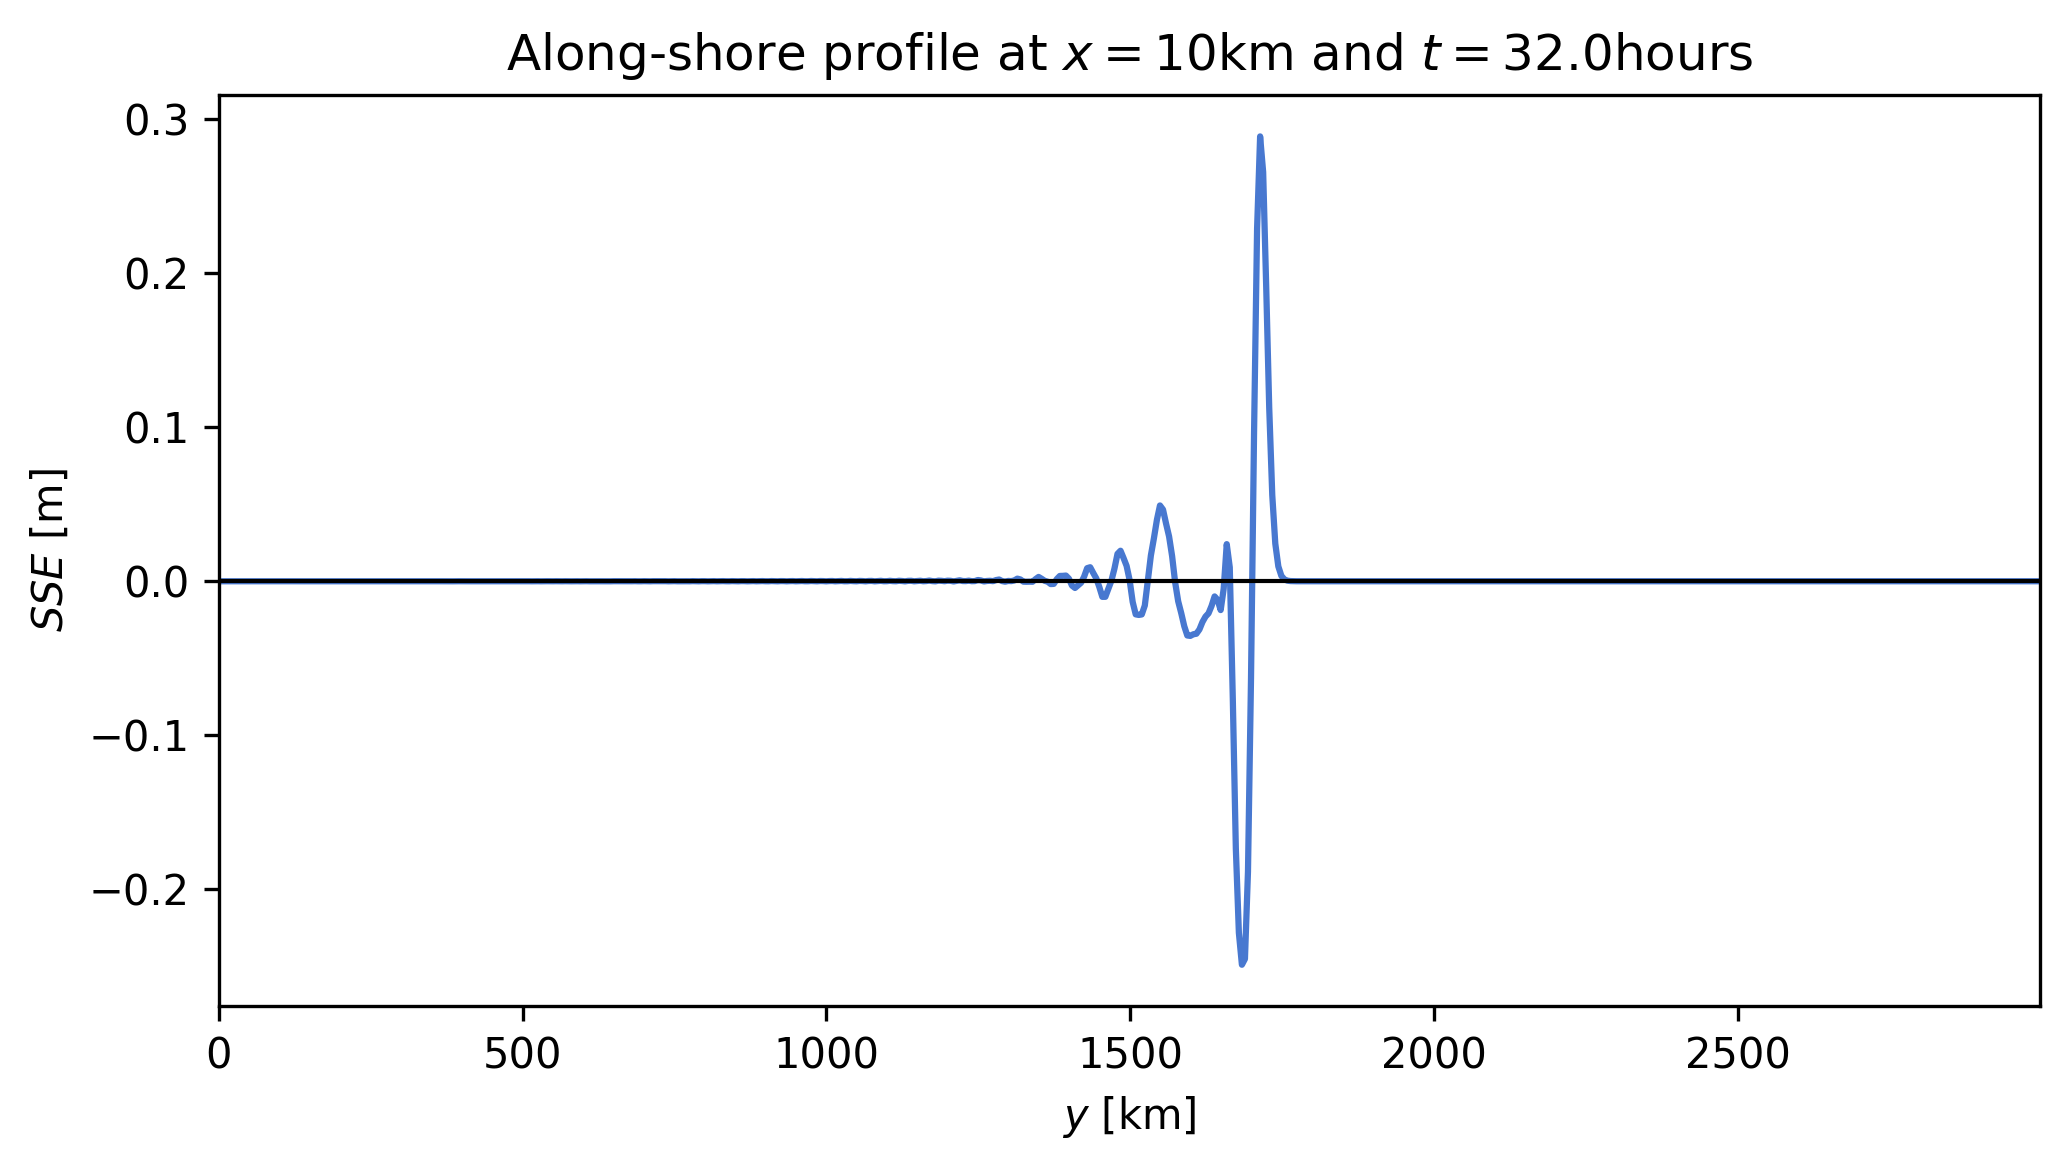 Along-shore profile at x = 10km and t = 32.0hours
0.3
0.2
0.1
0.0
−0.1
−0.2
SSE [m]
0 500 1000 1500 2000 2500
y [km]